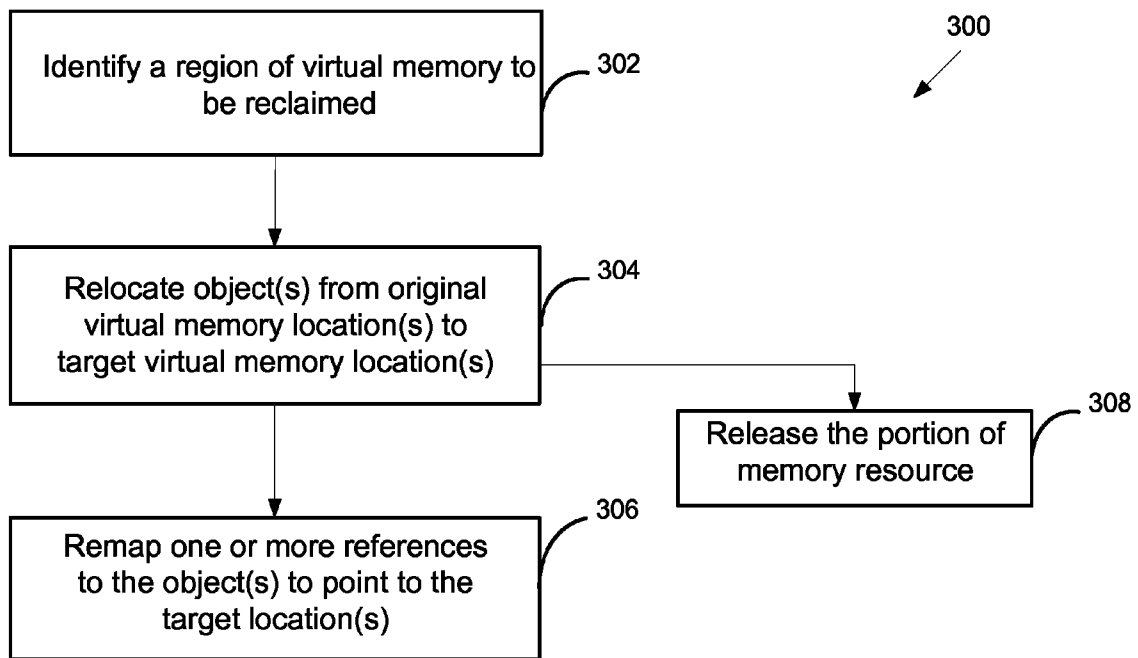 300
Identify a region of virtual memory to
be reclaimed
302
Relocate object(s) from original
virtual memory location(s) to
target virtual memory location(s)
304
Release the portion of
memory resource
308
Remap one or more references
to the object(s) to point to the
target location(s)
306